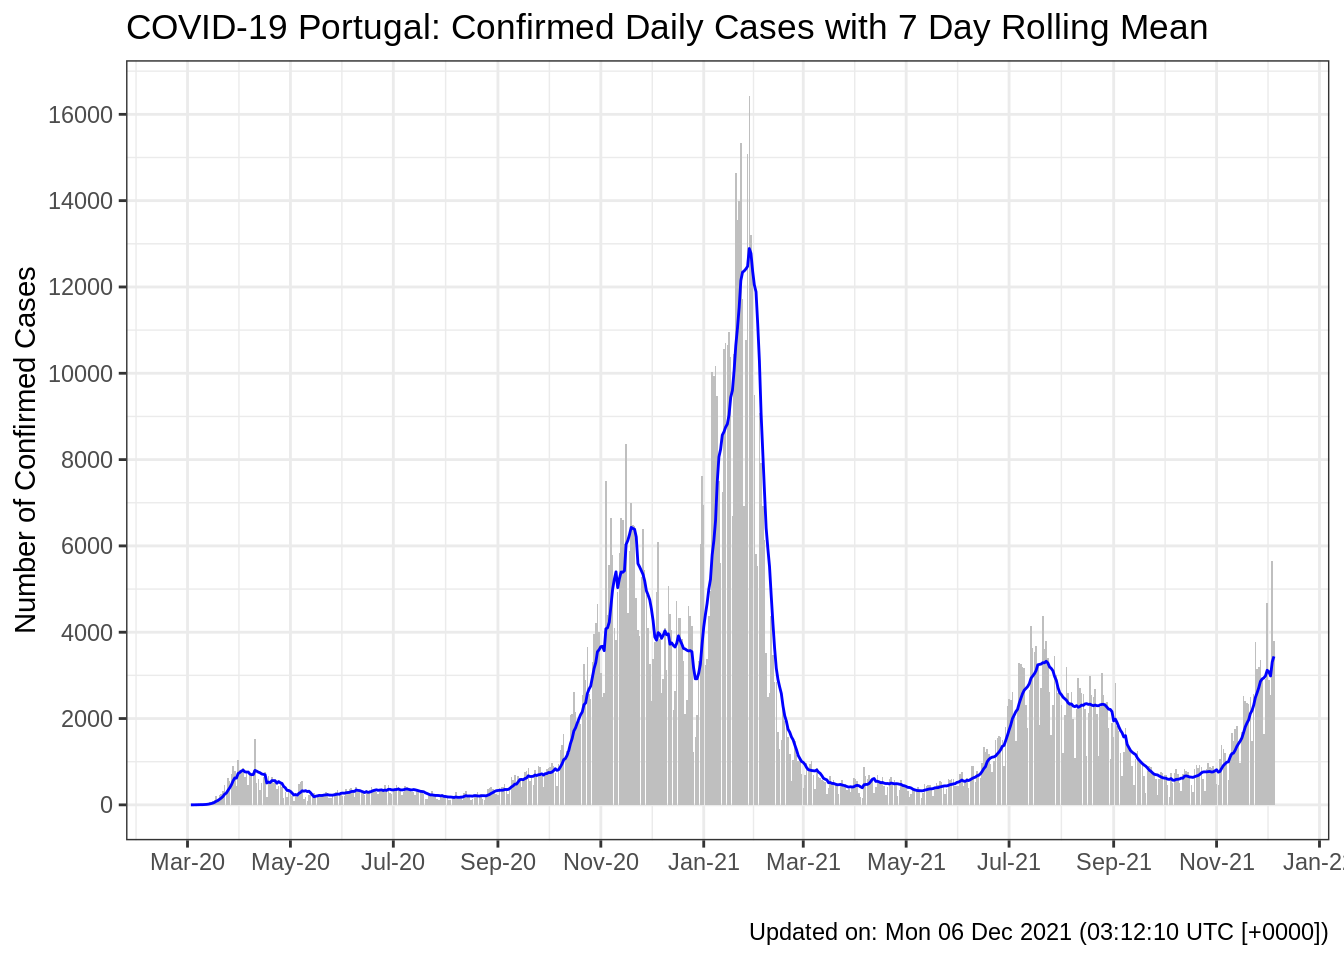 COVID-19 Portugal: Confirmed Daily Cases with 7 Day Rolling Mean
Number of Confirmed Cases
16000
14000
12000
10000
8000
6000
4000
2000
0
Mar-20 May-20 Jul-20 Sep-20 Nov-20 Jan-21 Mar-21 May-21 Jul-21 Sep-21 Nov-21 Jan-2
Updated on: Mon 06 Dec 2021 (03:12:10 UTC [+0000])